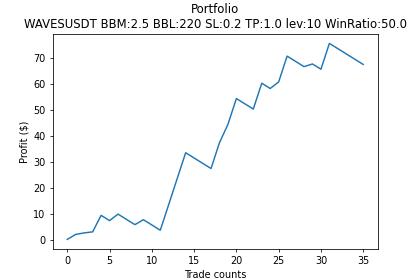 Portfolio
WAVESUSDT BBM:2.5 BBL:220 SL:0.2 TP:1.0 lev:10 WinRatio:50.0
70
60
50
40
30
20
10
0
Profit ($)
0 5 10 15 20 25 30 35
Trade counts